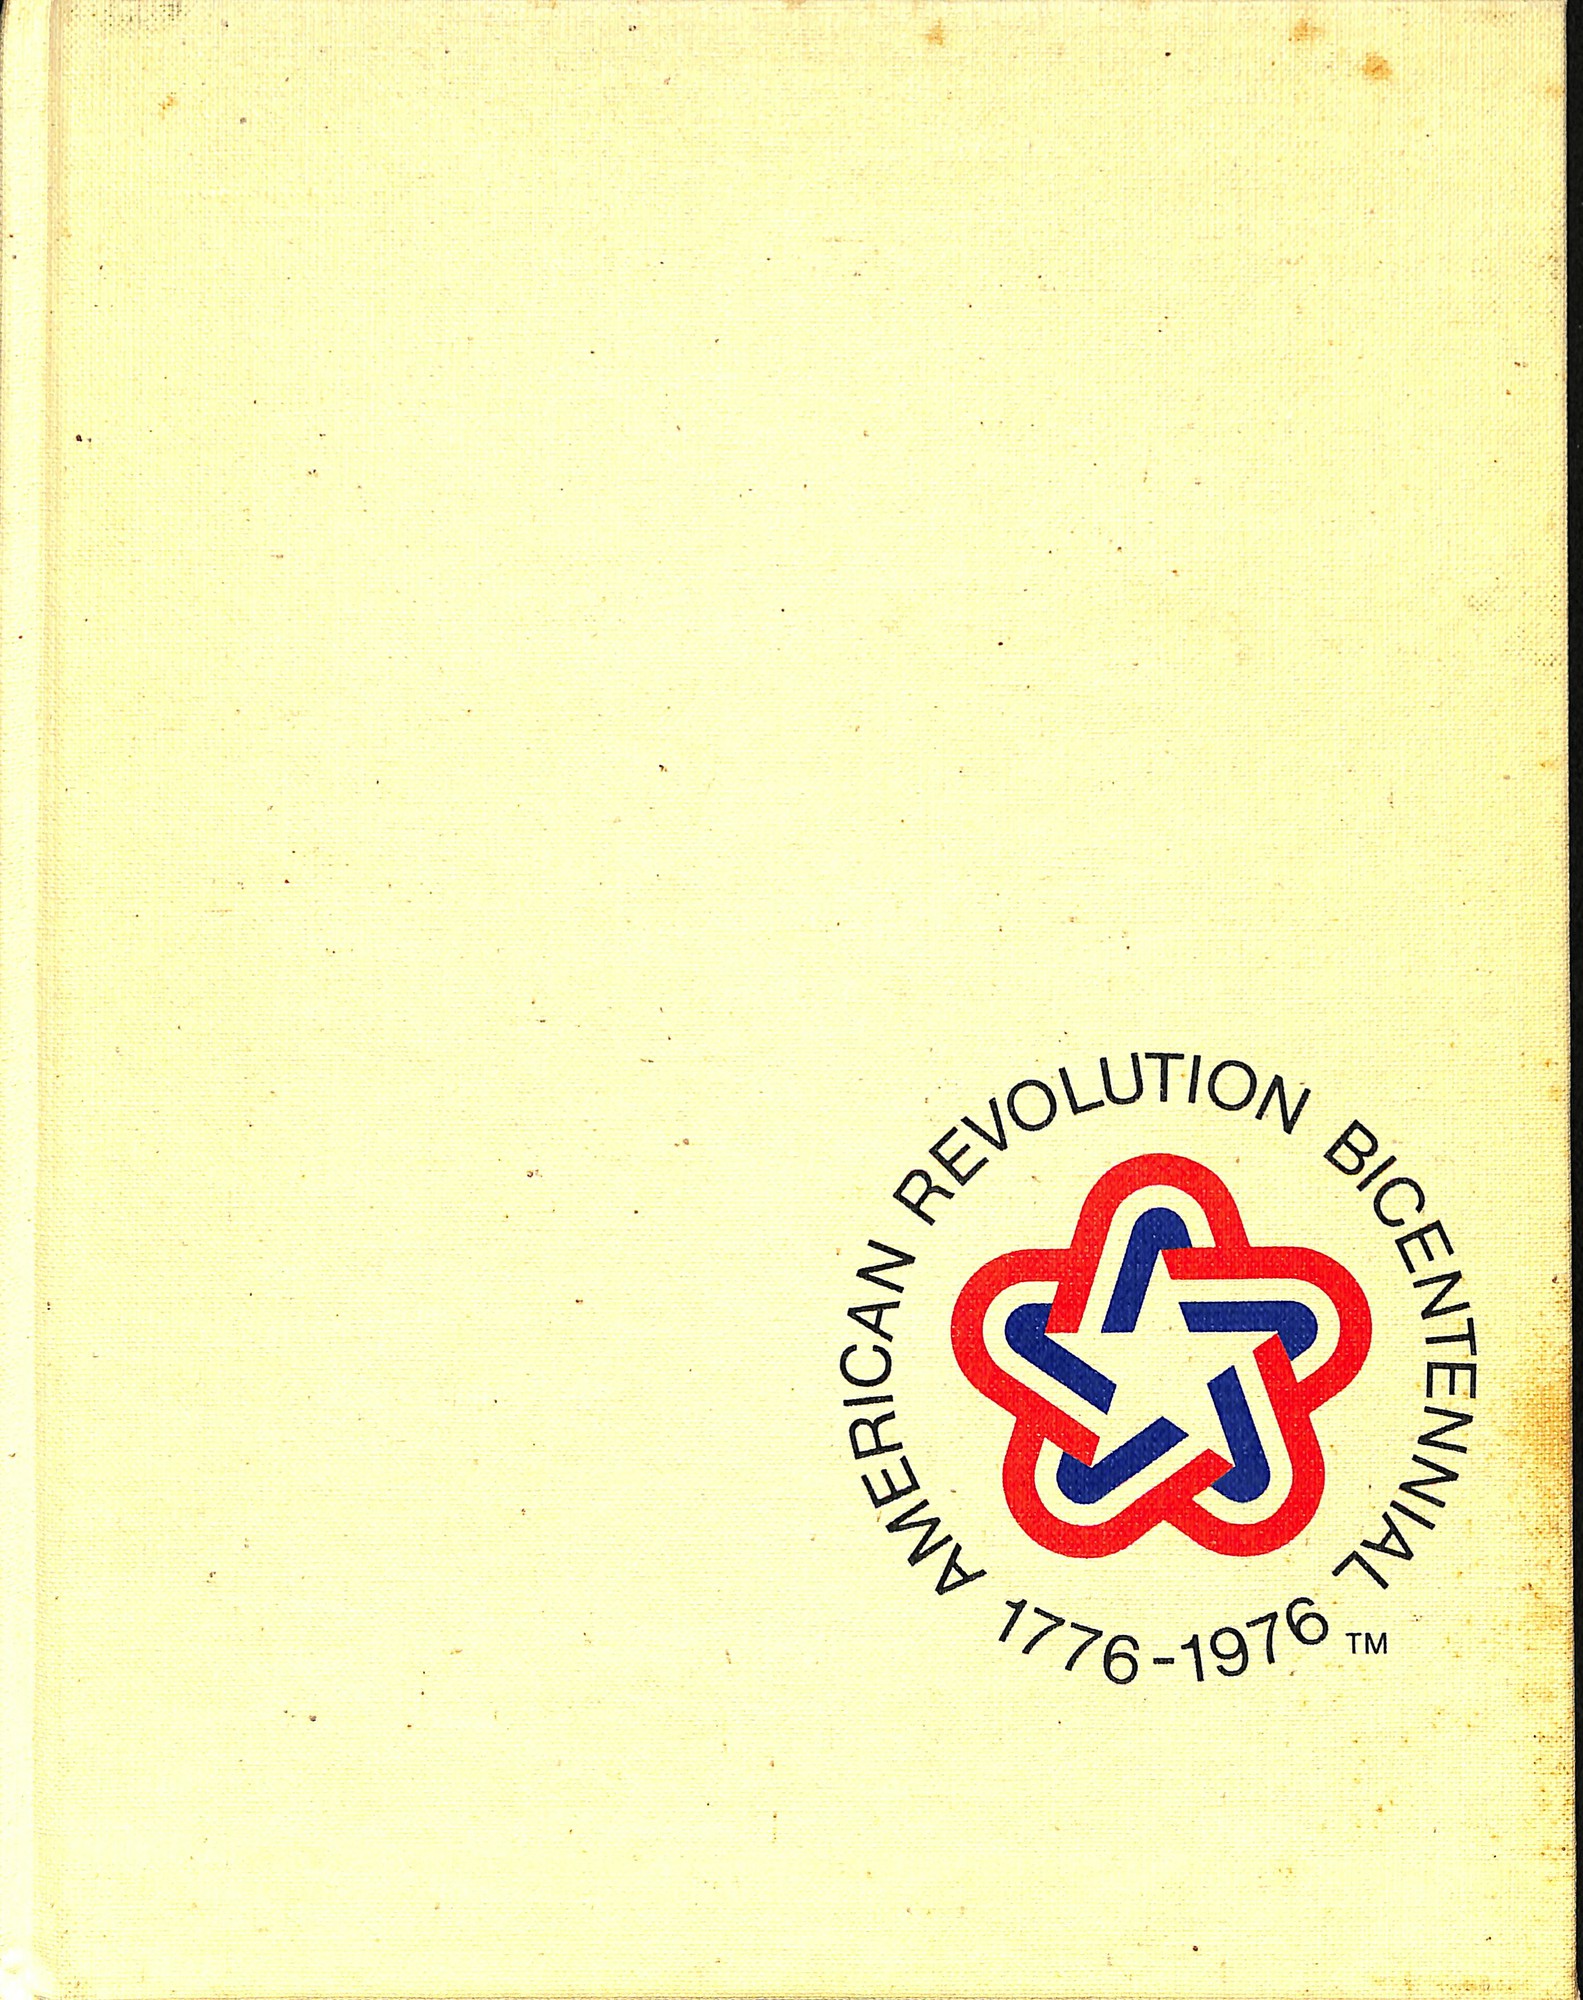 AMERICAN REVOLUTION BICENTENNIAL
1776-1976 TM